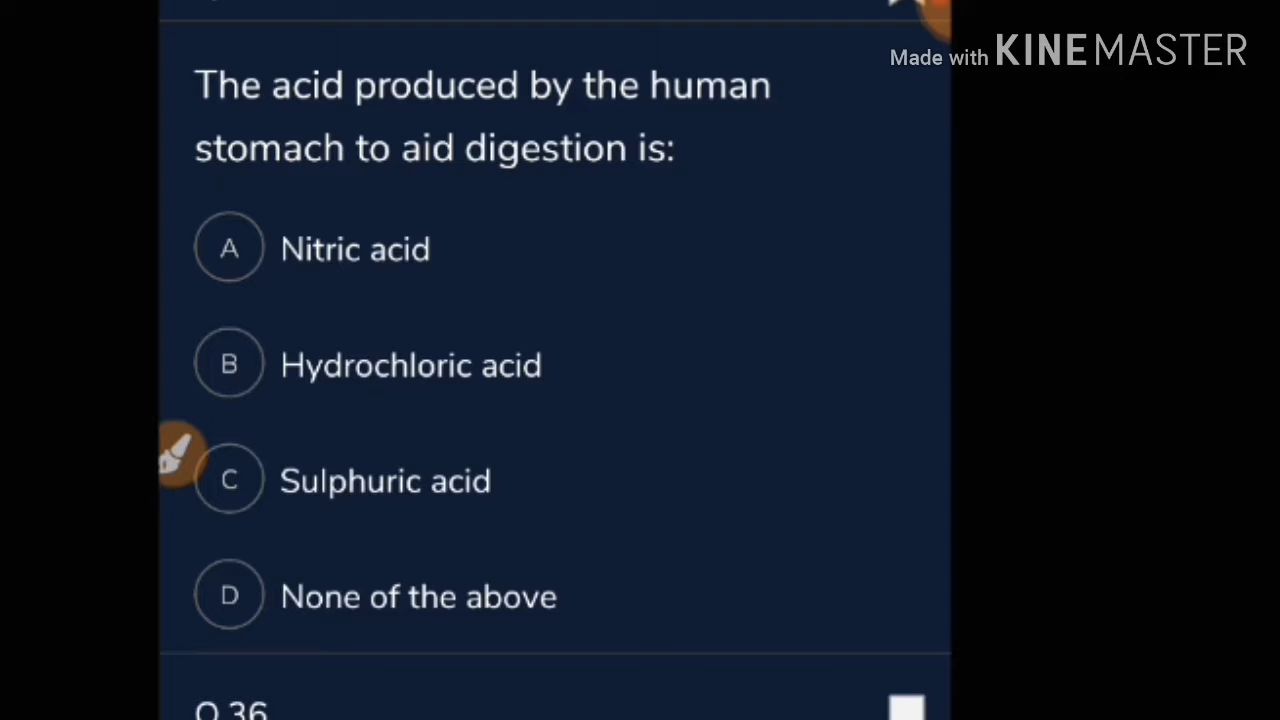 Made with KINEMASTER
The acid produced by the human
stomach to aid digestion is:
A Nitric acid
B Hydrochloric acid
C Sulphuric acid
D None of the above
Q.36